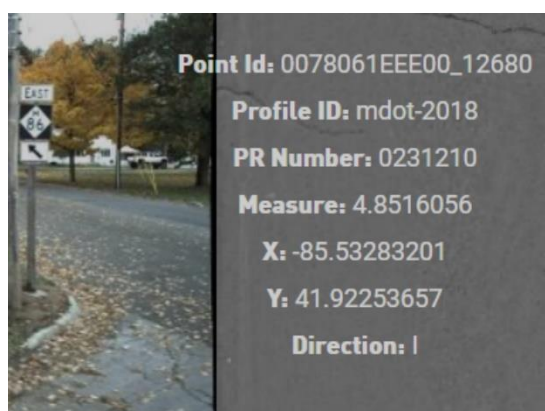 EAST
M
86
Point Id: 0078061EEE00_12680
Profile ID: mdot-2018
PR Number: 0231210
Measure: 4.8516056
X: -85.53283201
Y: 41.92253657
Direction: I